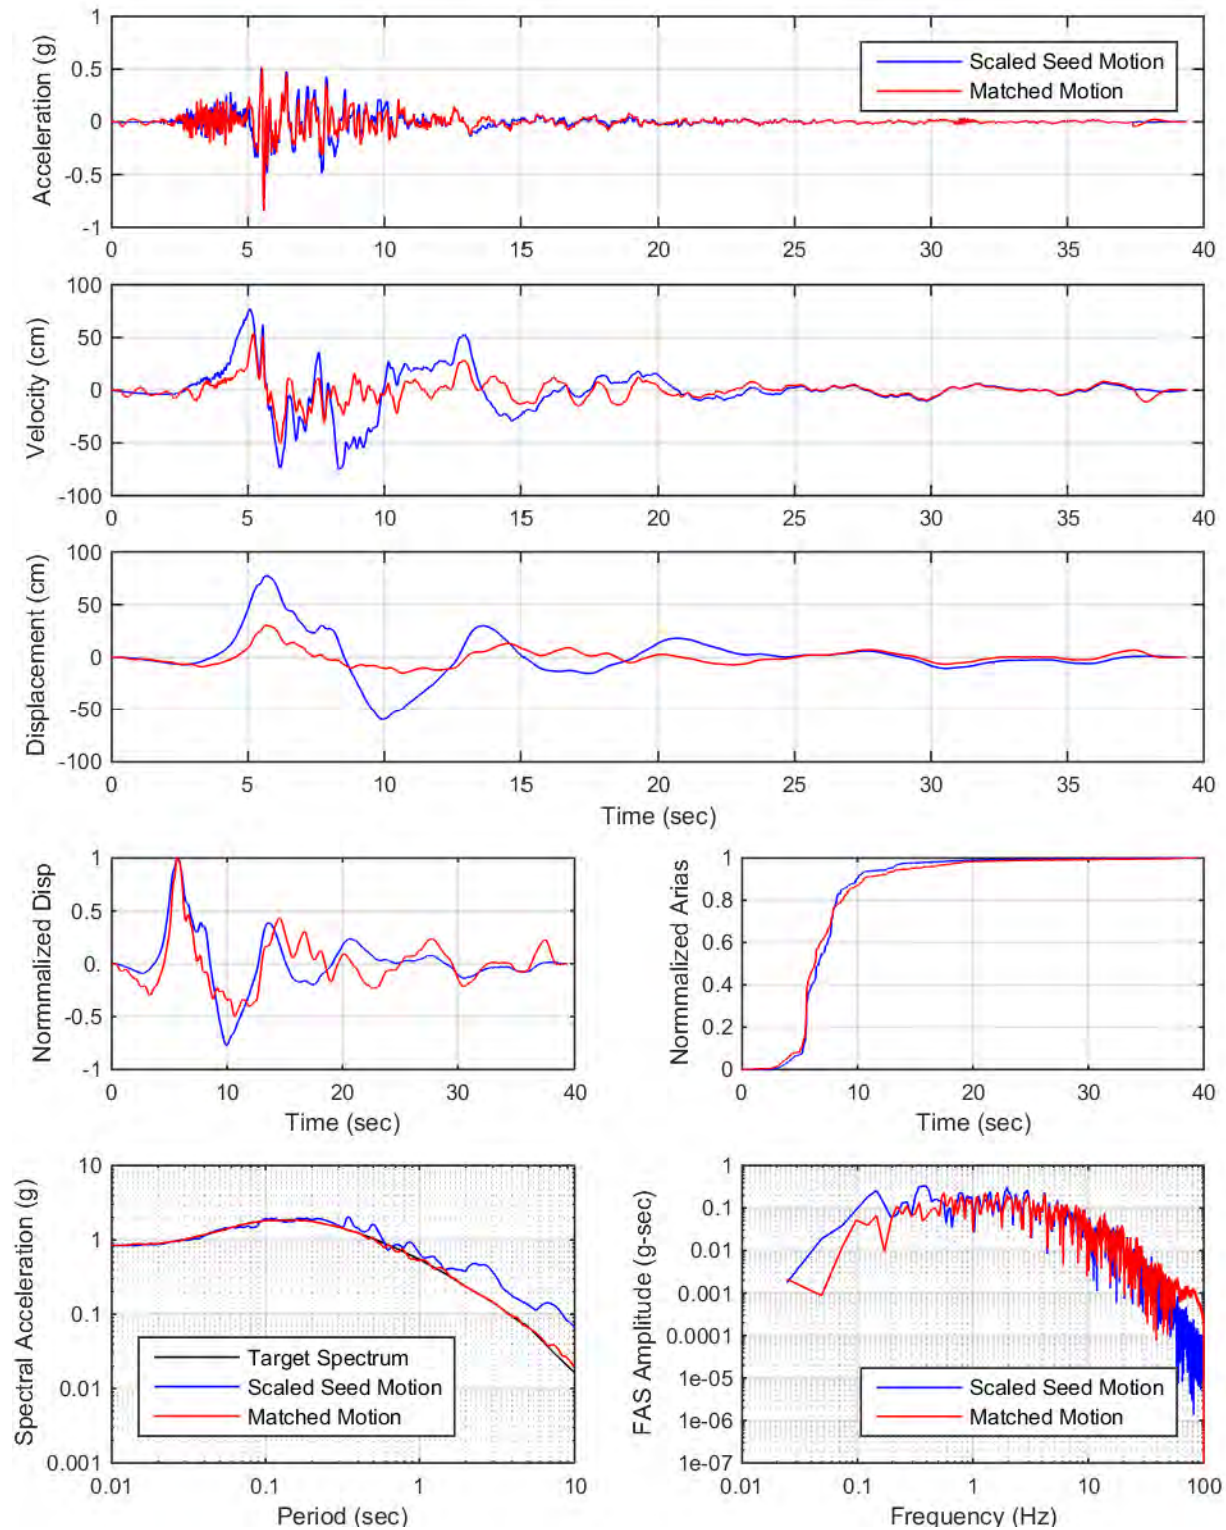 1
0.5
0
-0.5
-1
Acceleration (g)
Scaled Seed Motion
Matched Motion
0 5 10 15 20 25 30 35 40
100
50
0
-50
-100
Velocity (cm)
0 5 10 15 20 25 30 35 40
100
50
0
-50
-100
Displacement (cm)
0 5 10 15 20 25 30 35 40
Time (sec)
1
0.5
0
-0.5
-1
Normmalized Disp
0 10 20 30 40
Time (sec)
1
0.8
0.6
0.4
0.2
0
Normmalized Arias
0 10 20 30 40
Time (sec)
10
1
0.1
0.01
0.001
Spectral Acceleration (g)
Target Spectrum
Scaled Seed Motion
Matched Motion
0.01 0.1 1 10
Period (sec)
1
0.1
0.01
0.001
0.0001
1e-05
1e-06
1e-07
FAS Amplitude (g-sec)
Scaled Seed Motion
Matched Motion
0.01 0.1 1 10 100
Frequency (Hz)